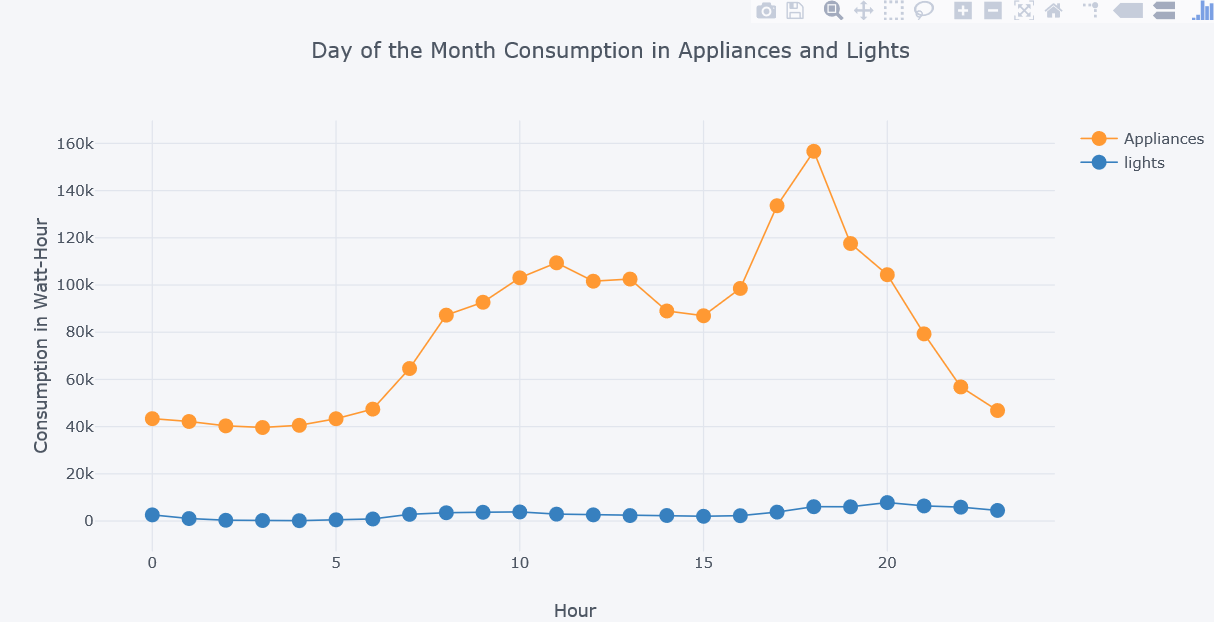 Day of the Month Consumption in Appliances and Lights
Appliances
lights
Consumption in Watt-Hour
160k
140k
120k
100k
80k
60k
40k
20k
0
0 5 10 15 20
Hour